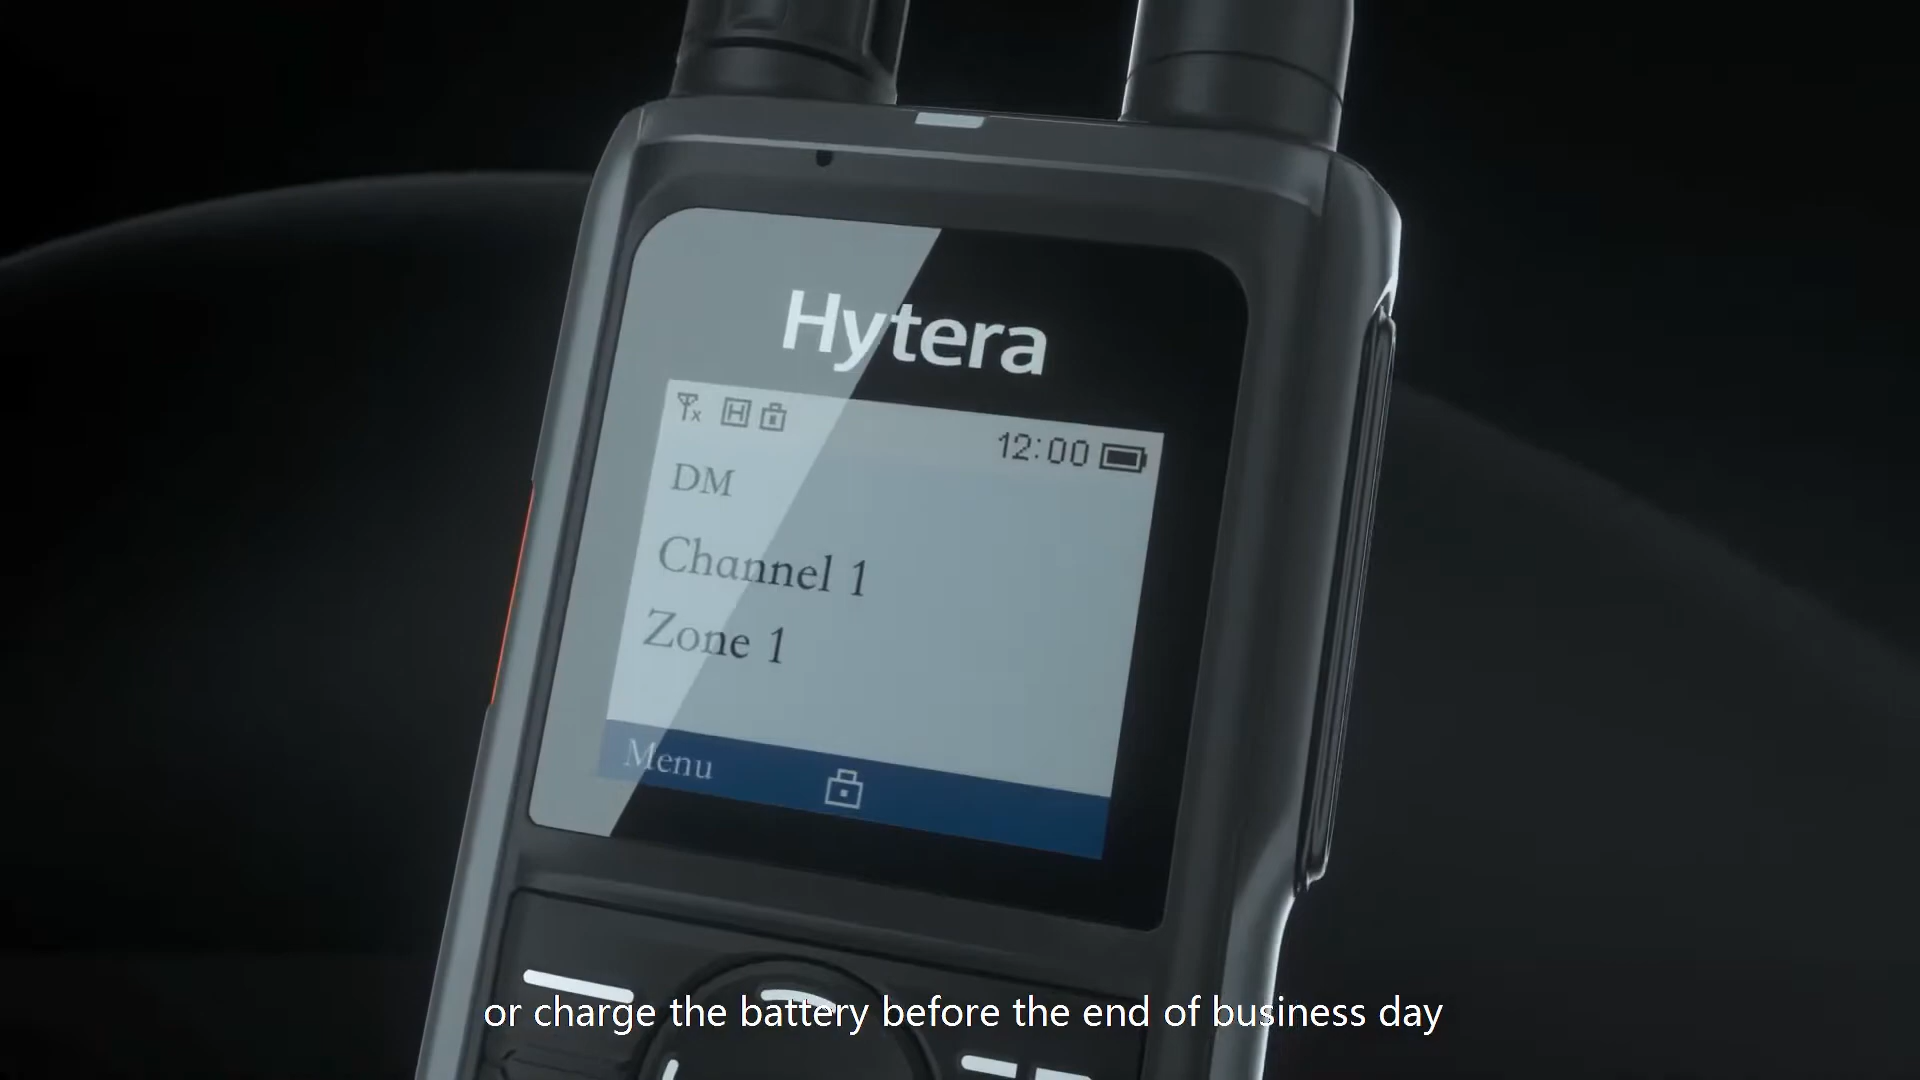 Hytera
12:00
DM
Channel 1
Zone 1
Menu
or charge the battery before the end of business day